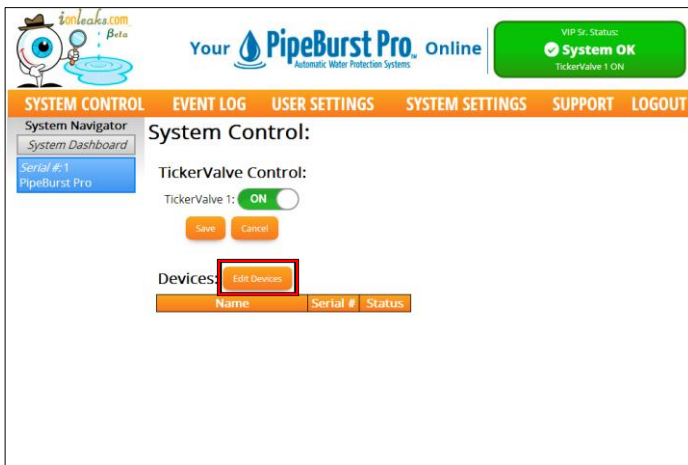 ionleaks.com
Beta
Your PipeBurst Pro™ Online
Automatic Water Protection Systems
VIP Sr. Status:
System OK
TickerValve 1 ON
SYSTEM CONTROL EVENT LOG USER SETTINGS SYSTEM SETTINGS SUPPORT LOGOUT
System Navigator
System Dashboard
Serial #: 1
PipeBurst Pro
System Control:
TickerValve Control:
TickerValve 1: ON
Save Cancel
Devices: Edit Devices
Name Serial # Status